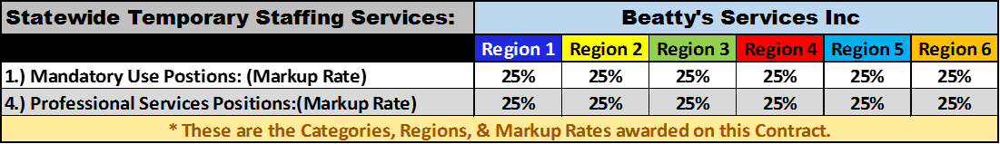 Statewide Temporary Staffing Services: Beatty's Services Inc
Region 1 Region 2 Region 3 Region 4 Region 5 Region 6
1.) Mandatory Use Postions: (Markup Rate) 25% 25% 25% 25% 25% 25%
4.) Professional Services Positions:(Markup Rate) 25% 25% 25% 25% 25% 25%
* These are the Categories, Regions, & Markup Rates awarded on this Contract.